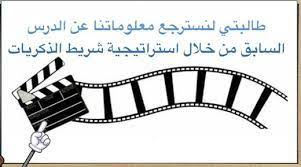 طالبتي لنسترجع معلوماتنا عن الدرس
السابق من خلال استراتيجية شريط الذكريات